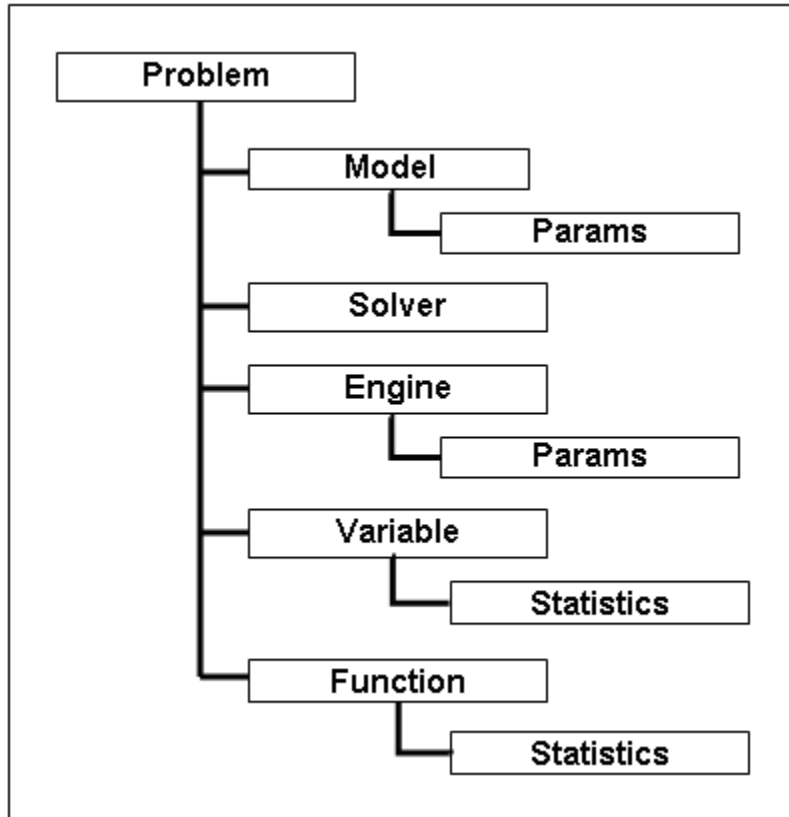 Problem
Model
Params
Solver
Engine
Params
Variable
Statistics
Function
Statistics